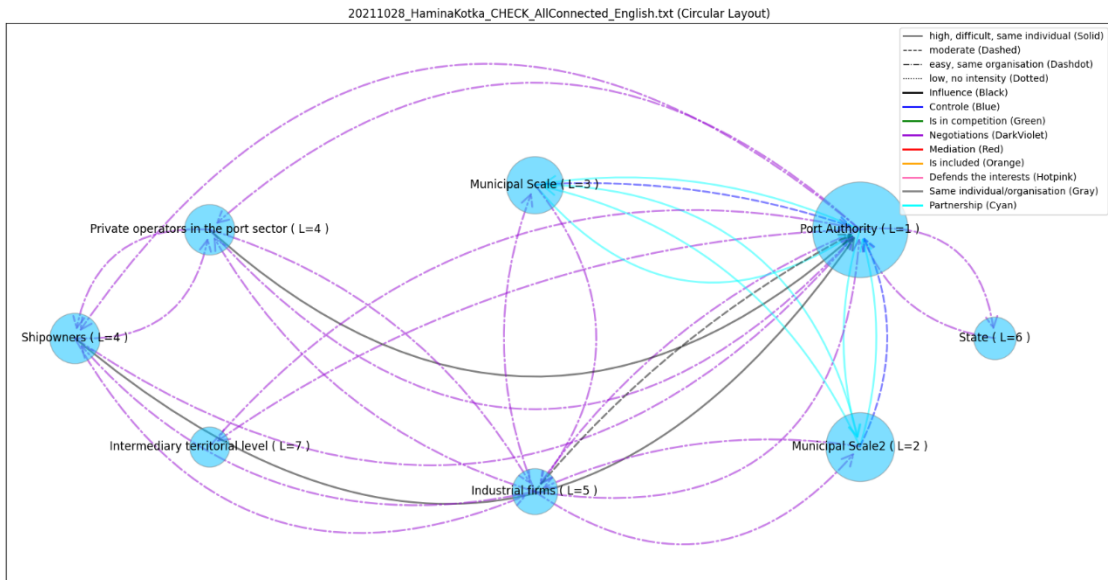 20211028_HaminaKotka_CHECK_AllConnected_English.txt (Circular Layout)
high, difficult, same individual (Solid)
moderate (Dashed)
easy, same organisation (Dashdot)
low, no intensity (Dotted)
Influence (Black)
Controle (Blue)
Is in competition (Green)
Negotiations (DarkViolet)
Mediation (Red)
Is included (Orange)
Defends the interests (Hotpink)
Same individual/organisation (Gray)
Partnership (Cyan)
Municipal Scale ( L=3 )
Private operators in the port sector ( L=4 )
Port Authority ( L=1 )
Shipowners ( L=4 )
State ( L=6 )
Intermediary territorial level ( L=7 )
Municipal Scale2 ( L=2 )
Industrial firms ( L=5 )